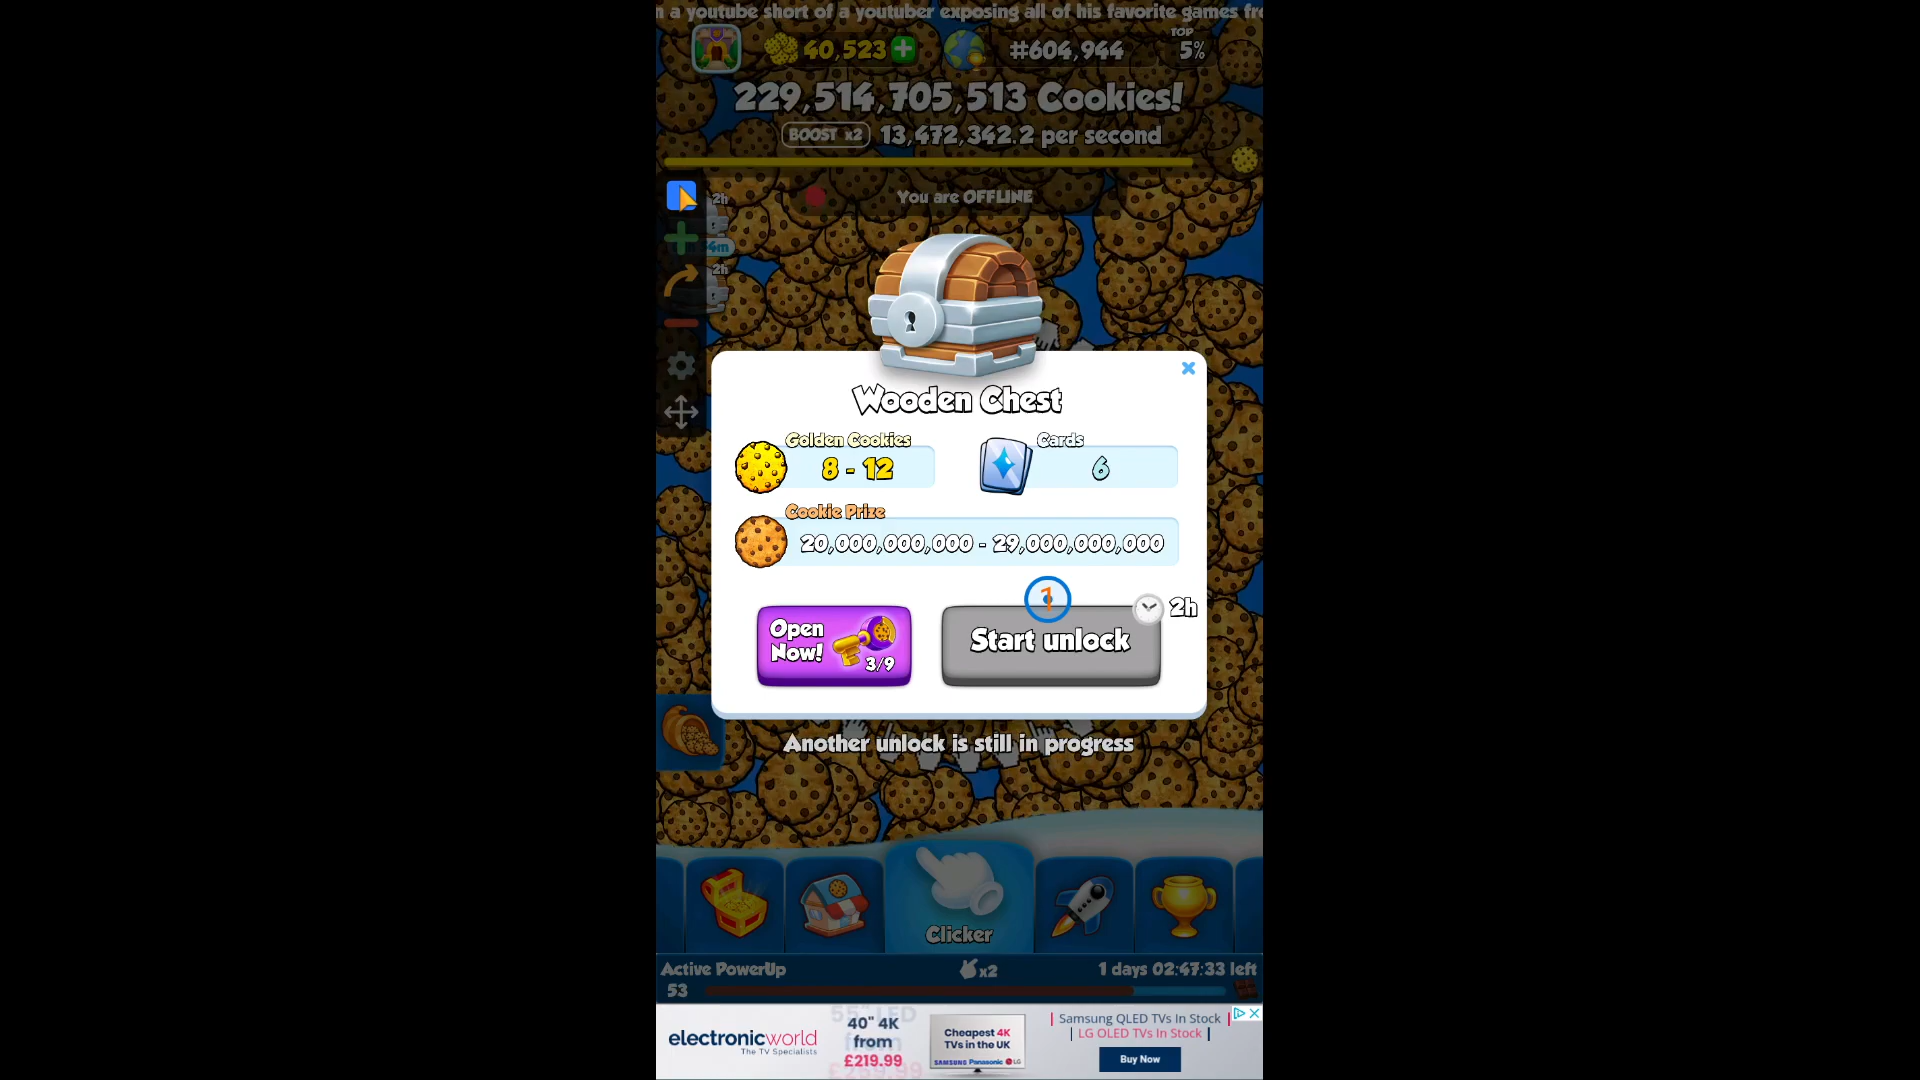 n a youtube short of a youtuber exposing all of his favorite games fr
40,523
#604,944
TOP
5%
229,514,705,513 Cookies!
BOOST x2 13,472,342.2 per second
You are OFFLINE
2h
4m
2h
Wooden Chest
Golden Cookies
8 - 12
Cards
6
Cookie Prize
20,000,000,000 - 29,000,000,000
1
2h
Open
Now!
3/9
Start unlock
Another unlock is still in progress
Clicker
Active PowerUp
x2
1 days 02:47:33 left
53
electronicworld
The TV Specialists
40" 4K
from
£219.99
Cheapest 4K
TVs in the UK
SAMSUNG Panasonic LG
| Samsung QLED TVs In Stock |
| LG OLED TVs In Stock |
Buy Now